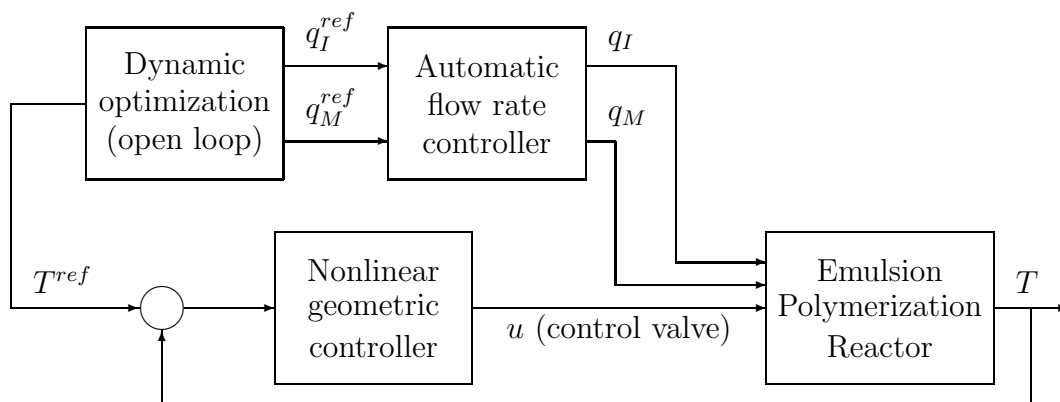 Dynamic
optimization
(open loop)
q_I^{ref}
q_M^{ref}
Automatic
flow rate
controller
q_I
q_M
T^{ref}
Nonlinear
geometric
controller
u (control valve)
Emulsion
Polymerization
Reactor
T